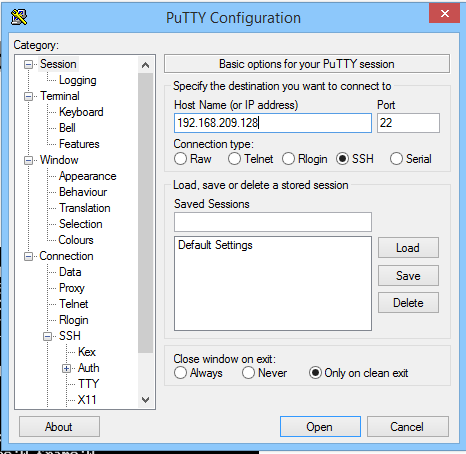 PuTTY Configuration
Category:
Session
Logging
Terminal
Keyboard
Bell
Features
Window
Appearance
Behaviour
Translation
Selection
Colours
Connection
Data
Proxy
Telnet
Rlogin
SSH
Kex
Auth
TTY
X11
Basic options for your PuTTY session
Specify the destination you want to connect to
Host Name (or IP address) Port
192.168.209.128 22
Connection type:
Raw Telnet Rlogin SSH Serial
Load, save or delete a stored session
Saved Sessions
Default Settings
Load
Save
Delete
Close window on exit:
Always Never Only on clean exit
About Open Cancel